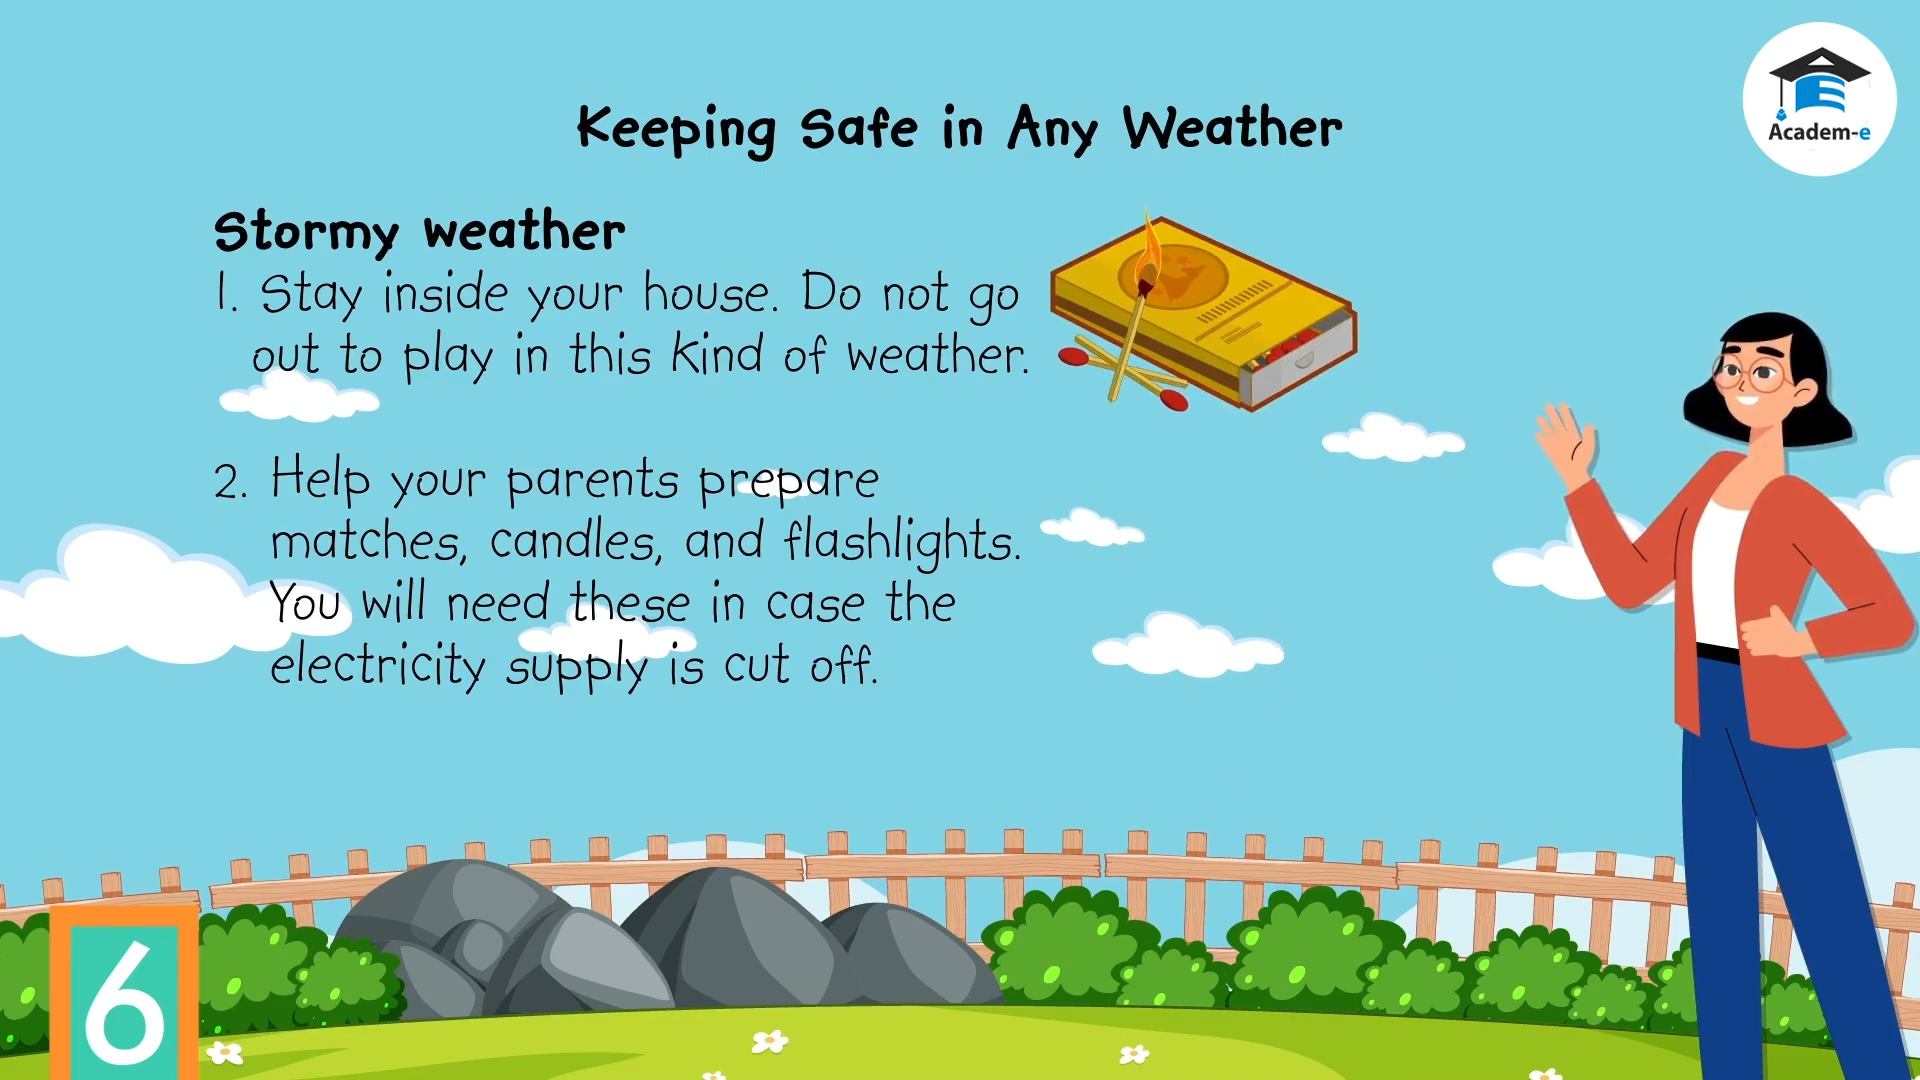 Academ-e
Keeping Safe in Any Weather
Stormy weather
1. Stay inside your house. Do not go
out to play in this kind of weather.
2. Help your parents prepare
matches, candles, and flashlights.
You will need these in case the
electricity supply is cut off.
6